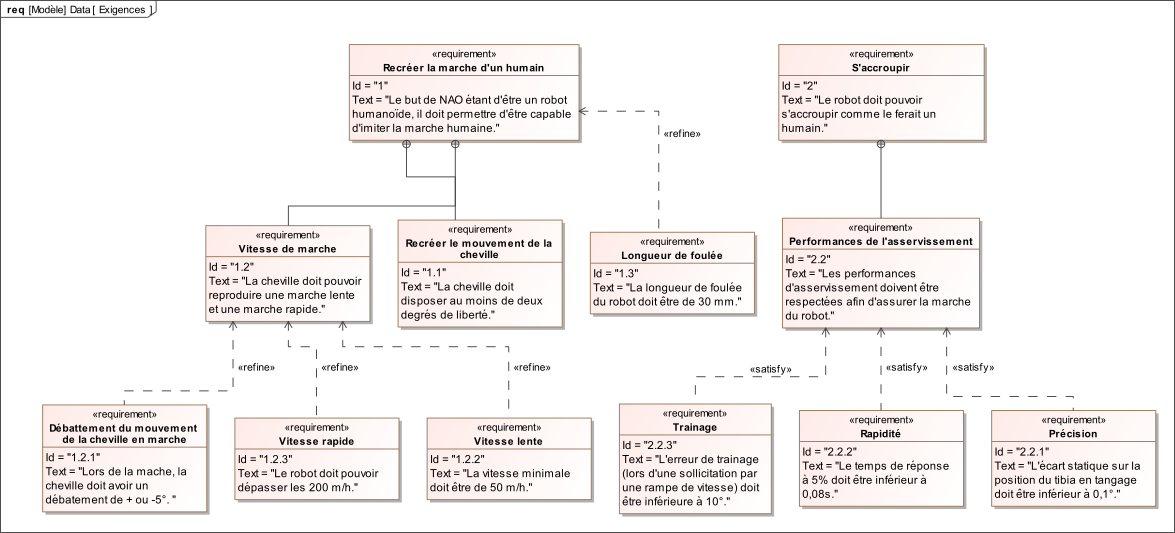 req [Modèle] Data [ Exigences ]
«requirement»
Recréer la marche d'un humain
Id = "1"
Text = "Le but de NAO étant d'être un robot
humanoïde, il doit permettre d'être capable
d'imiter la marche humaine."
«requirement»
S'accroupir
Id = "2"
Text = "Le robot doit pouvoir
s'accroupir comme le ferait un
humain."
«refine»
«requirement»
Vitesse de marche
Id = "1.2"
Text = "La cheville doit pouvoir
reproduire une marche lente
et une marche rapide."
«requirement»
Recréer le mouvement de la
cheville
Id = "1.1"
Text = "La cheville doit
disposer au moins de deux
degrés de liberté."
«requirement»
Longueur de foulée
Id = "1.3"
Text = "La longueur de foulée
du robot doit être de 30 mm."
«requirement»
Performances de l'asservissement
Id = "2.2"
Text = "Les performances
d'asservissement doivent être
respectées afin d'assurer la marche
du robot."
«refine»
«refine»
«refine»
«satisfy»
«satisfy»
«satisfy»
«requirement»
Débattement du mouvement
de la cheville en marche
Id = "1.2.1"
Text = "Lors de la mache, la
cheville doit avoir un
débatement de + ou -5°. "
«requirement»
Vitesse rapide
Id = "1.2.3"
Text = "Le robot doit pouvoir
dépasser les 200 m/h."
«requirement»
Vitesse lente
Id = "1.2.2"
Text = "La vitesse minimale
doit être de 50 m/h."
«requirement»
Trainage
Id = "2.2.3"
Text = "L'erreur de trainage
(lors d'une sollicitation par
une rampe de vitesse) doit
être inférieure à 10°."
«requirement»
Rapidité
Id = "2.2.2"
Text = "Le temps de réponse
à 5% doit être inférieur à
0,08s."
«requirement»
Précision
Id = "2.2.1"
Text = "L'écart statique sur la
position du tibia en tangage
doit être inférieur à 0,1°."